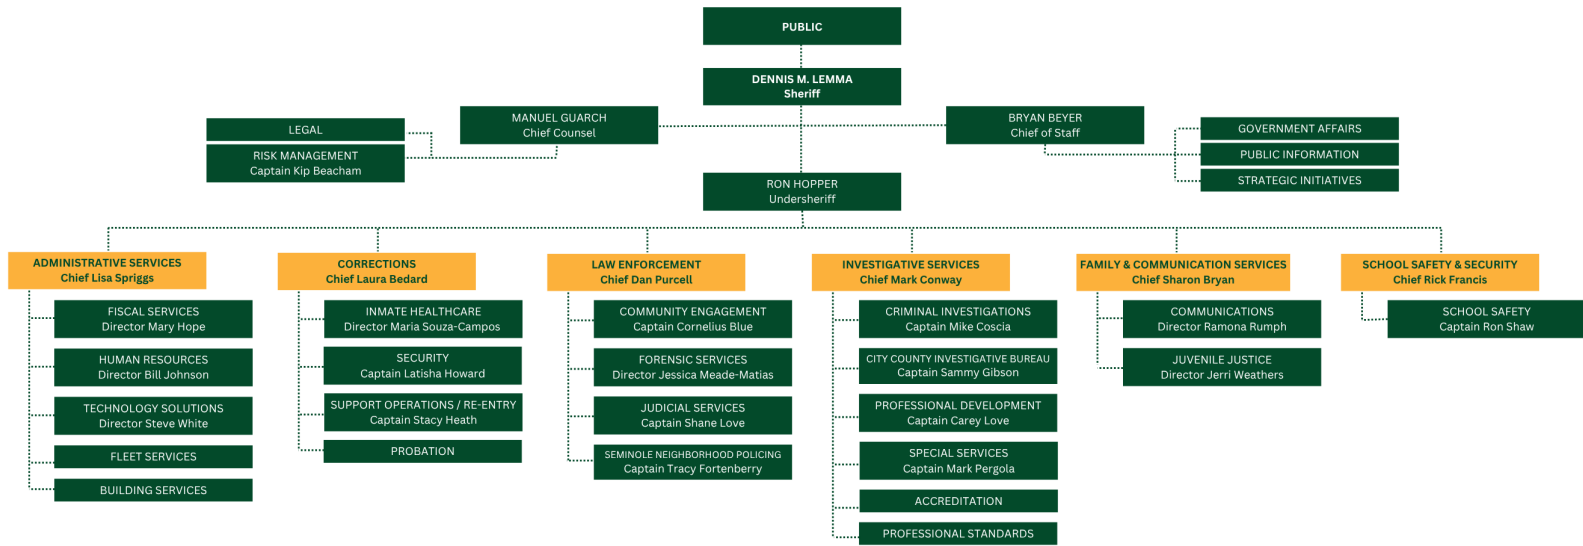 PUBLIC
DENNIS M. LEMMA
Sheriff
MANUEL GUARCH
Chief Counsel
BRYAN BEYER
Chief of Staff
LEGAL
RISK MANAGEMENT
Captain Kip Beacham
GOVERNMENT AFFAIRS
PUBLIC INFORMATION
STRATEGIC INITIATIVES
RON HOPPER
Undersheriff
ADMINISTRATIVE SERVICES
Chief Lisa Spriggs
FISCAL SERVICES
Director Mary Hope
HUMAN RESOURCES
Director Bill Johnson
TECHNOLOGY SOLUTIONS
Director Steve White
FLEET SERVICES
BUILDING SERVICES
CORRECTIONS
Chief Laura Bedard
INMATE HEALTHCARE
Director Maria Souza-Campos
SECURITY
Captain Latisha Howard
SUPPORT OPERATIONS / RE-ENTRY
Captain Stacy Heath
PROBATION
LAW ENFORCEMENT
Chief Dan Purcell
COMMUNITY ENGAGEMENT
Captain Cornelius Blue
FORENSIC SERVICES
Director Jessica Meade-Matias
JUDICIAL SERVICES
Captain Shane Love
SEMINOLE NEIGHBORHOOD POLICING
Captain Tracy Fortenberry
INVESTIGATIVE SERVICES
Chief Mark Conway
CRIMINAL INVESTIGATIONS
Captain Mike Coscia
CITY COUNTY INVESTIGATIVE BUREAU
Captain Sammy Gibson
PROFESSIONAL DEVELOPMENT
Captain Carey Love
SPECIAL SERVICES
Captain Mark Pergola
ACCREDITATION
PROFESSIONAL STANDARDS
FAMILY & COMMUNICATION SERVICES
Chief Sharon Bryan
COMMUNICATIONS
Director Ramona Rumph
JUVENILE JUSTICE
Director Jerri Weathers
SCHOOL SAFETY & SECURITY
Chief Rick Francis
SCHOOL SAFETY
Captain Ron Shaw